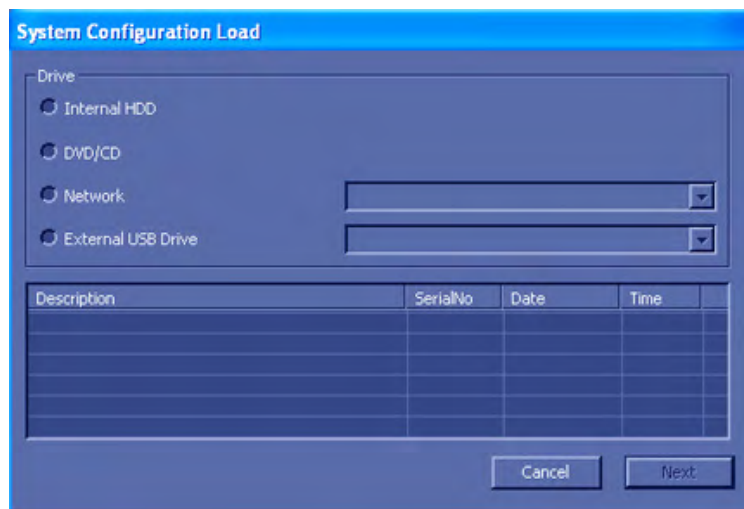 System Configuration Load
Drive
Internal HDD
DVD/CD
Network
External USB Drive
Description SerialNo Date Time
Cancel Next